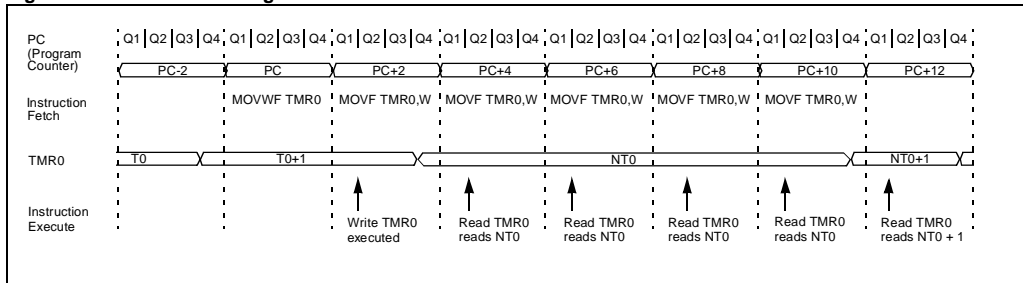 PC
(Program
Counter)
Q1 Q2 Q3 Q4 Q1 Q2 Q3 Q4 Q1 Q2 Q3 Q4 Q1 Q2 Q3 Q4 Q1 Q2 Q3 Q4 Q1 Q2 Q3 Q4 Q1 Q2 Q3 Q4 Q1 Q2 Q3 Q4
PC-2 PC PC+2 PC+4 PC+6 PC+8 PC+10 PC+12
Instruction
Fetch
MOVWF TMR0 MOVF TMR0,W MOVF TMR0,W MOVF TMR0,W MOVF TMR0,W MOVF TMR0,W
TMR0 T0 T0+1 NT0 NT0+1
Instruction
Execute
Write TMR0 Read TMR0 Read TMR0 Read TMR0 Read TMR0 Read TMR0
executed reads NT0 reads NT0 reads NT0 reads NT0 reads NT0 + 1